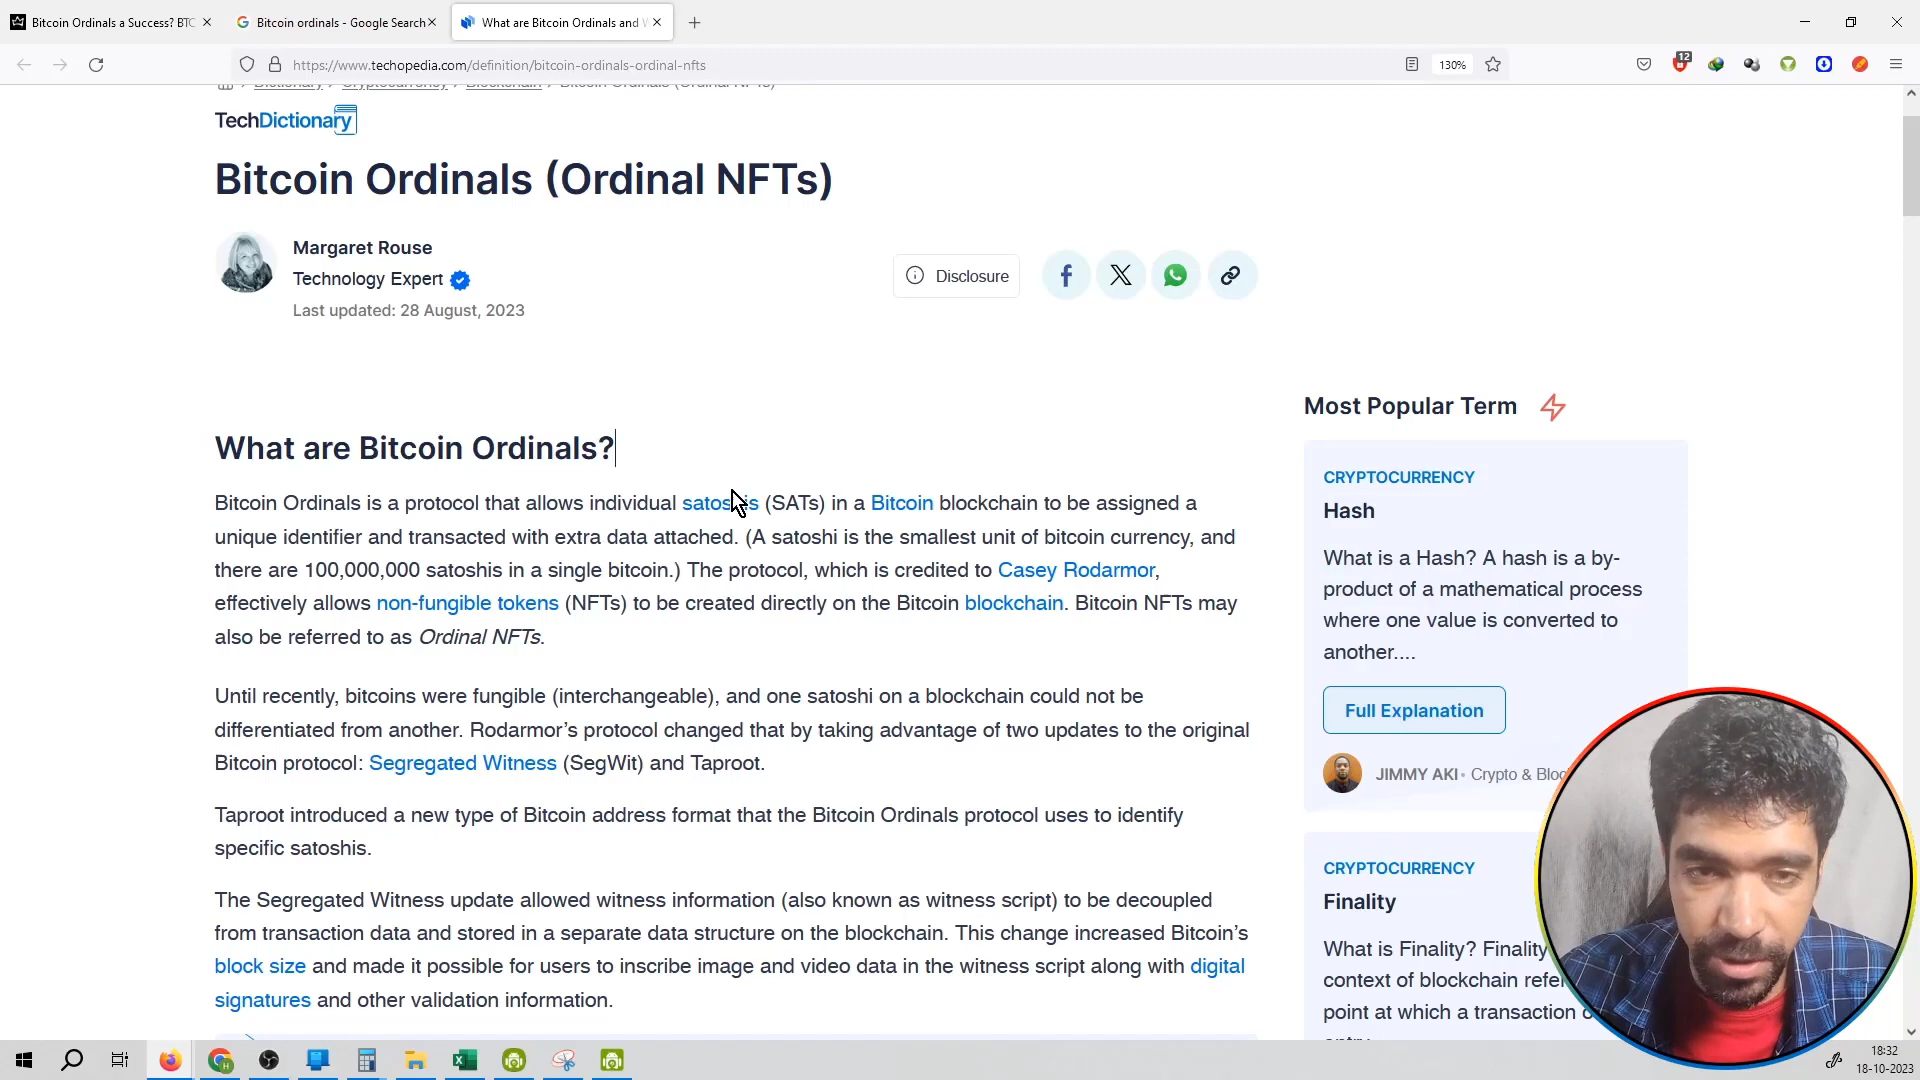 Bitcoin Ordinals a Success? BTC
Bitcoin ordinals - Google Search
What are Bitcoin Ordinals and W
https://www.techopedia.com/definition/bitcoin-ordinals-ordinal-nfts
130%
12
Dictionary / Cryptocurrency / Blockchain / Bitcoin Ordinals (Ordinal NFTs)
TechDictionary
Bitcoin Ordinals (Ordinal NFTs)
Margaret Rouse
Technology Expert
Last updated: 28 August, 2023
Disclosure
What are Bitcoin Ordinals?
Bitcoin Ordinals is a protocol that allows individual satoshis (SATs) in a Bitcoin blockchain to be assigned a
unique identifier and transacted with extra data attached. (A satoshi is the smallest unit of bitcoin currency, and
there are 100,000,000 satoshis in a single bitcoin.) The protocol, which is credited to Casey Rodarmor,
effectively allows non-fungible tokens (NFTs) to be created directly on the Bitcoin blockchain. Bitcoin NFTs may
also be referred to as Ordinal NFTs.
Until recently, bitcoins were fungible (interchangeable), and one satoshi on a blockchain could not be
differentiated from another. Rodarmor’s protocol changed that by taking advantage of two updates to the original
Bitcoin protocol: Segregated Witness (SegWit) and Taproot.
Taproot introduced a new type of Bitcoin address format that the Bitcoin Ordinals protocol uses to identify
specific satoshis.
The Segregated Witness update allowed witness information (also known as witness script) to be decoupled
from transaction data and stored in a separate data structure on the blockchain. This change increased Bitcoin’s
block size and made it possible for users to inscribe image and video data in the witness script along with digital
signatures and other validation information.
Most Popular Term
CRYPTOCURRENCY
Hash
What is a Hash? A hash is a by-
product of a mathematical process
where one value is converted to
another....
Full Explanation
JIMMY AKI • Crypto & Bloc
CRYPTOCURRENCY
Finality
What is Finality? Finality
context of blockchain refe
point at which a transaction
18:32
18-10-2023